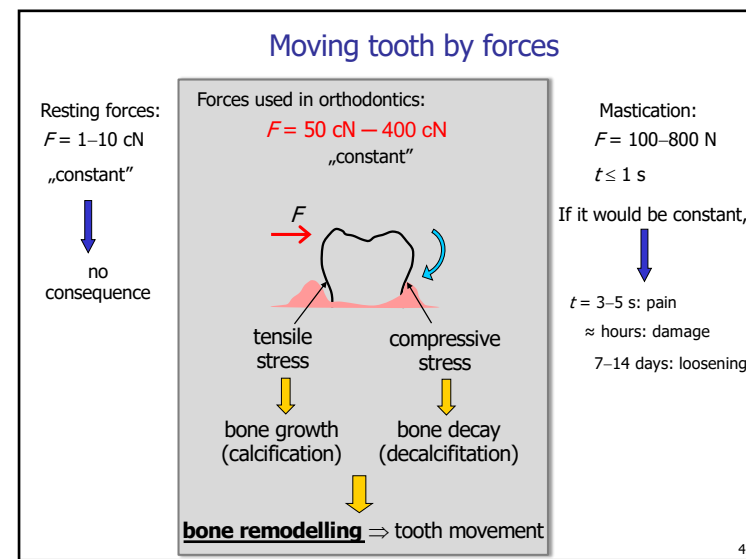 Moving tooth by forces
Resting forces:
F = 1–10 cN
„constant”
no
consequence
Forces used in orthodontics:
F = 50 cN – 400 cN
„constant”
F
tensile
stress
compressive
stress
bone growth
(calcification)
bone decay
(decalcifitation)
bone remodelling ⇒ tooth movement
Mastication:
F = 100–800 N
t ≤ 1 s
If it would be constant,
t = 3–5 s: pain
≈ hours: damage
7–14 days: loosening
4